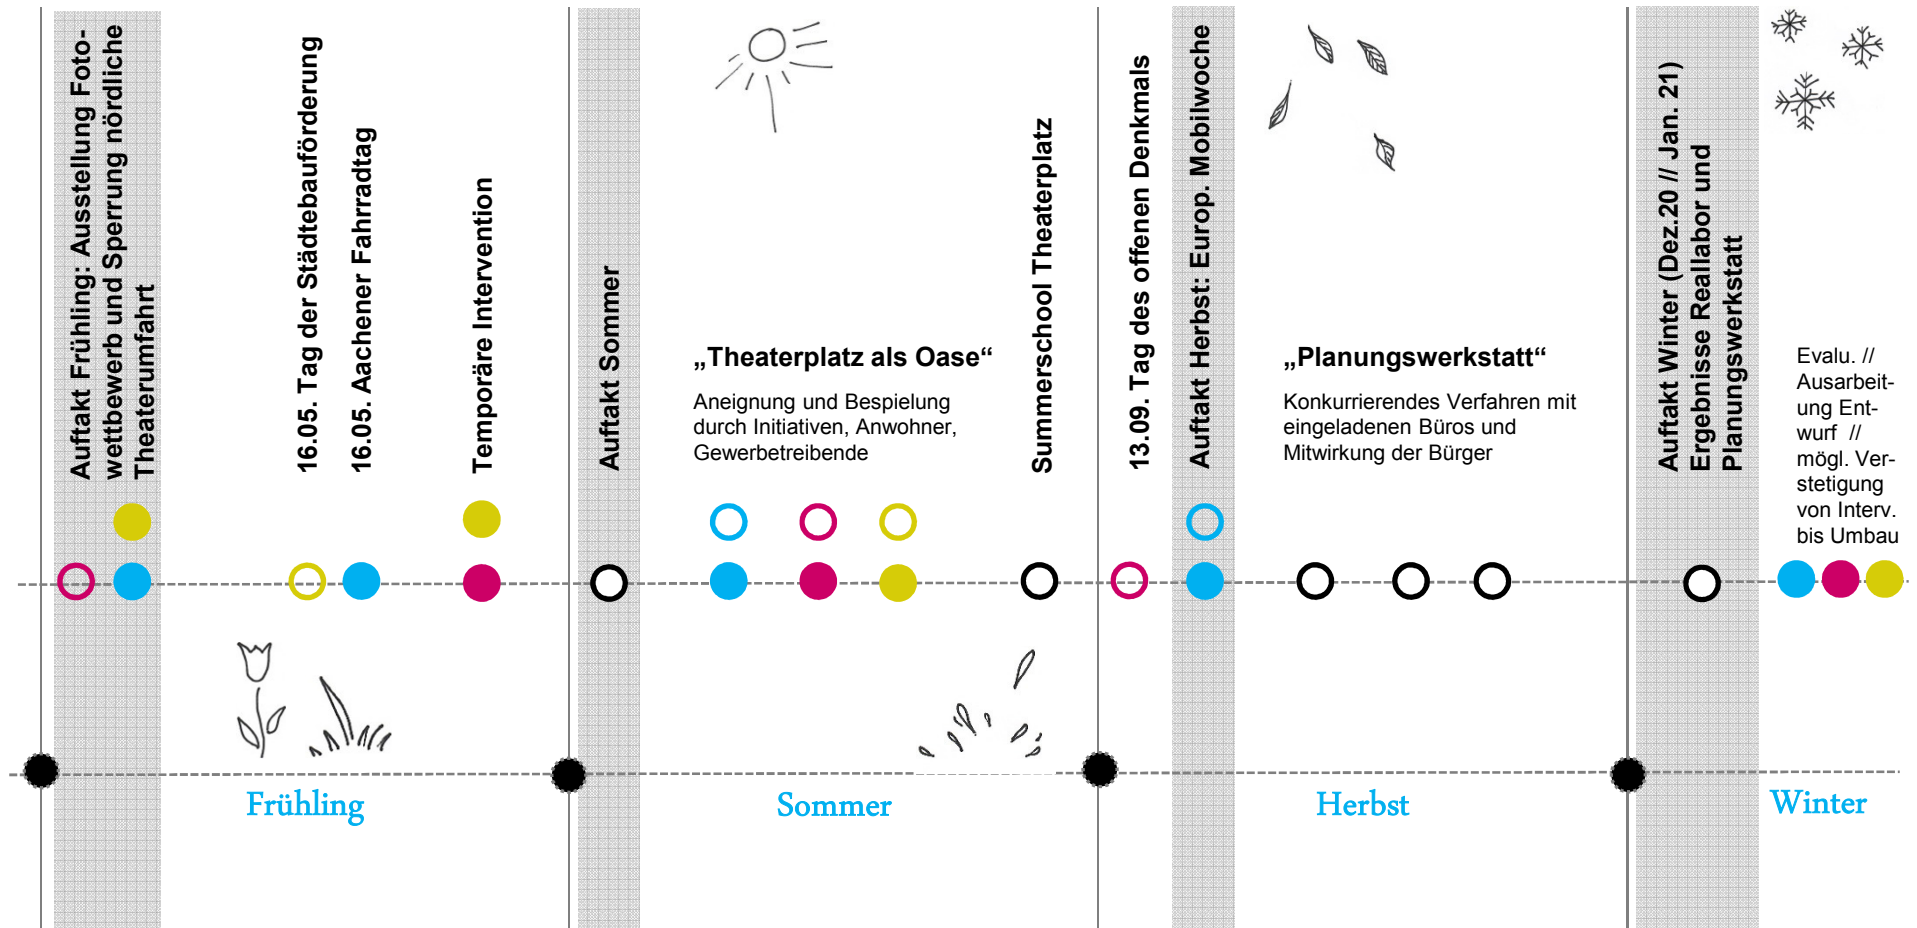 Auftakt Frühling: Ausstellung Foto-
wettbewerb und Sperrung nördliche
Theaterumfahrt
16.05. Tag der Städtebauförderung
16.05. Aachener Fahrradtag
Temporäre Intervention
Auftakt Sommer
„Theaterplatz als Oase“
Aneignung und Bespielung
durch Initiativen, Anwohner,
Gewerbetreibende
Summerschool Theaterplatz
13.09. Tag des offenen Denkmals
Auftakt Herbst: Europ. Mobilwoche
„Planungswerkstatt“
Konkurrierendes Verfahren mit
eingeladenen Büros und
Mitwirkung der Bürger
Auftakt Winter (Dez.20 // Jan. 21)
Ergebnisse Reallabor und
Planungswerkstatt
Evalu. //
Ausarbeit-
ung Ent-
wurf //
mögl. Ver-
stetigung
von Interv.
bis Umbau
Frühling
Sommer
Herbst
Winter